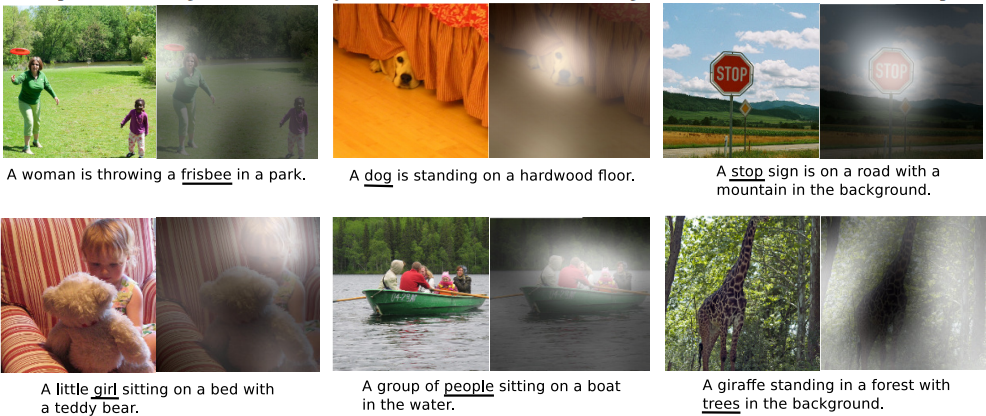 A woman is throwing a frisbee in a park.
A dog is standing on a hardwood floor.
STOP
STOP
A stop sign is on a road with a
mountain in the background.
A little girl sitting on a bed with
a teddy bear.
A group of people sitting on a boat
in the water.
A giraffe standing in a forest with
trees in the background.